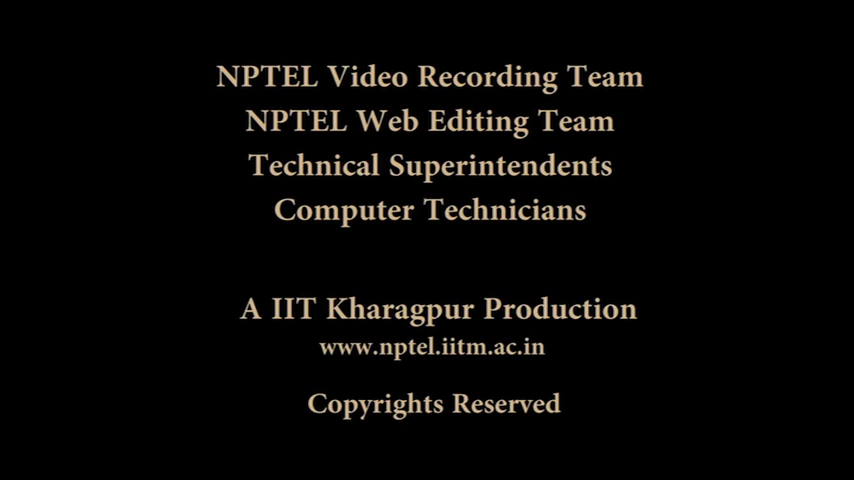 NPTEL Video Recording Team
NPTEL Web Editing Team
Technical Superintendents
Computer Technicians
A IIT Kharagpur Production
www.nptel.iitm.ac.in
Copyrights Reserved